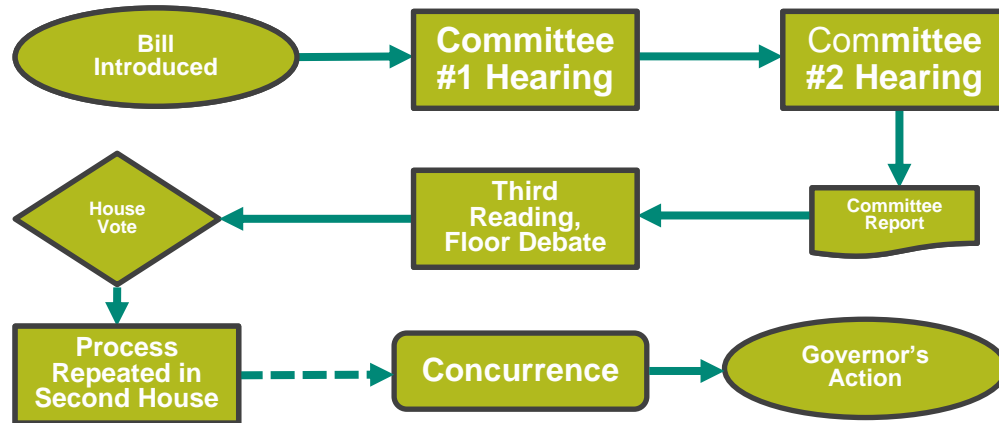 Bill
Introduced
Committee
#1 Hearing
Committee
#2 Hearing
Committee
Report
Third
Reading,
Floor Debate
House
Vote
Process
Repeated in
Second House
Concurrence
Governor's
Action